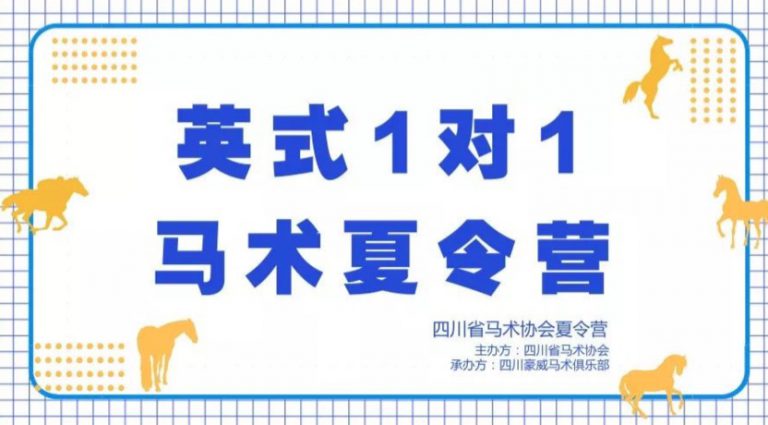 英式1对1
马术夏令营
四川省马术协会夏令营
主办方：四川省马术协会
承办方：四川豪威马术俱乐部